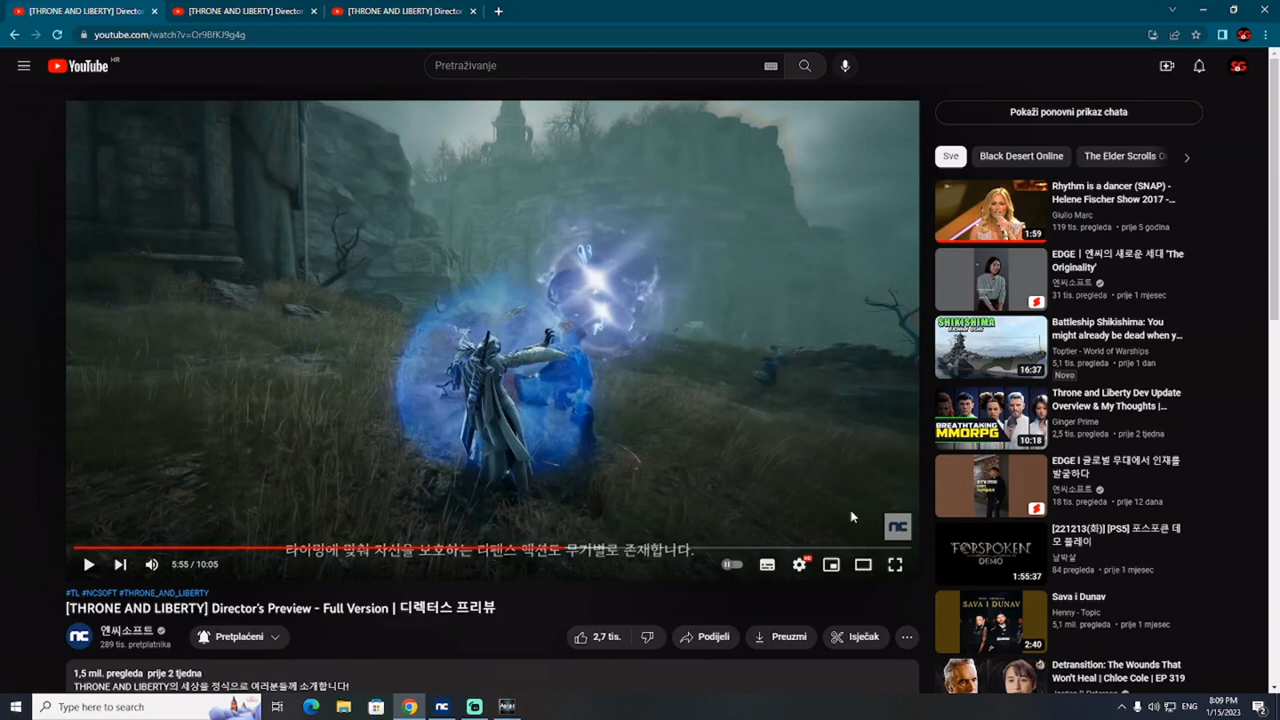 [THRONE AND LIBERTY] Director
[THRONE AND LIBERTY] Director
[THRONE AND LIBERTY] Director
youtube.com/watch?v=Or9BfKJ9g4g
YouTube HR
Pretraživanje
Pokaži ponovni prikaz chata
Sve
Black Desert Online
The Elder Scrolls O
Rhythm is a dancer (SNAP) -
Helene Fischer Show 2017 -...
Giulio Marc
119 tis. pregleda • prije 5 godina
1:59
EDGE | 엔씨의 새로운 세대 'The
Originality'
엔씨소프트
31 tis. pregleda • prije 1 mjesec
SHIKISHIMA
Battleship Shikishima: You
might already be dead when y...
Toptier - World of Warships
5,1 tis. pregleda • prije 1 dan
Novo
16:37
Throne and Liberty Dev Update
Overview & My Thoughts |...
Ginger Prime
2,5 tis. pregleda • prije 2 tjedna
BREATHTAKING
MMORPG
10:18
EDGE l 글로벌 무대에서 인재를
발굴하다
엔씨소프트
18 tis. pregleda • prije 12 dana
[221213(화)] [PS5] 포스포큰 데
모 플레이
날박살
84 pregleda • prije 1 mjesec
FORSPOKEN
DEMO
1:55:37
Sava i Dunav
Henny - Topic
5,1 mil. pregleda •
SAVA I DUNAV
2:40
Detransition: The Wounds That
Won't Heal | Chloe Cole | EP 319
nc
타이밍에 맞춰 자신을 보호하는 디펜스 액션도 무기별로 존재합니다.
5:55 / 10:05
HD
#TL #NCSOFT #THRONE_AND_LIBERTY
[THRONE AND LIBERTY] Director's Preview - Full Version | 디렉터스 프리뷰
nc
엔씨소프트
289 tis. pretplatnika
Pretplaćeni
2,7 tis.
Podijeli
Preuzmi
Isječak
1,5 mil. pregleda prije 2 tjedna
THRONE AND LIBERTY의 세상을 정식으로 여러분들께 소개합니다!
Type here to search
nc
ENG
8:09 PM
1/15/2023
2